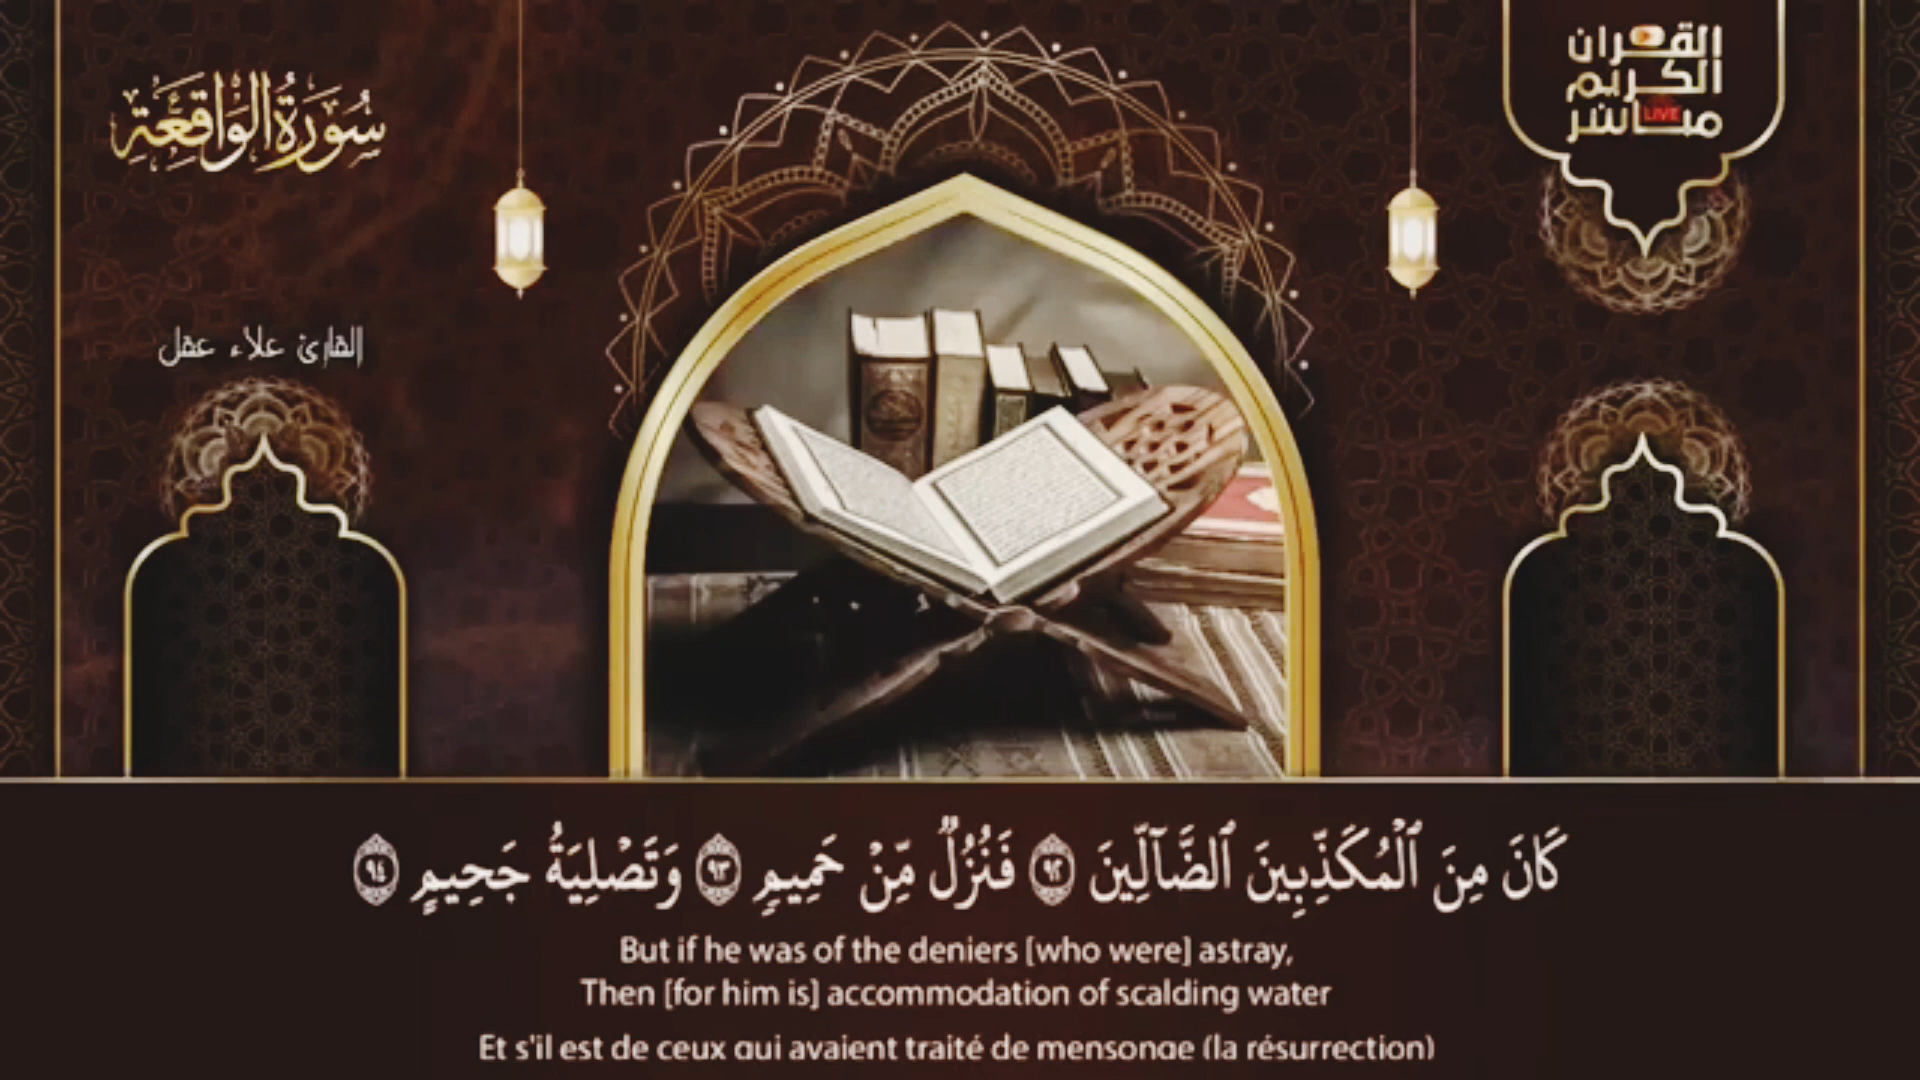 سُورَةُ الوَاقِعَة
القرآن
الكريم
مباشر
LIVE
القارئ علاء عقل
كَانَ مِنَ ٱلۡمُكَذِّبِينَ ٱلضَّآلِّينَ ٩٢ فَنُزُلٞ مِّنۡ حَمِيمٖ ٩٣ وَتَصۡلِيَةُ جَحِيمٍ ٩٤
But if he was of the deniers [who were] astray,
Then [for him is] accommodation of scalding water
Et s'il est de ceux qui avaient traité de mensonge (la résurrection)